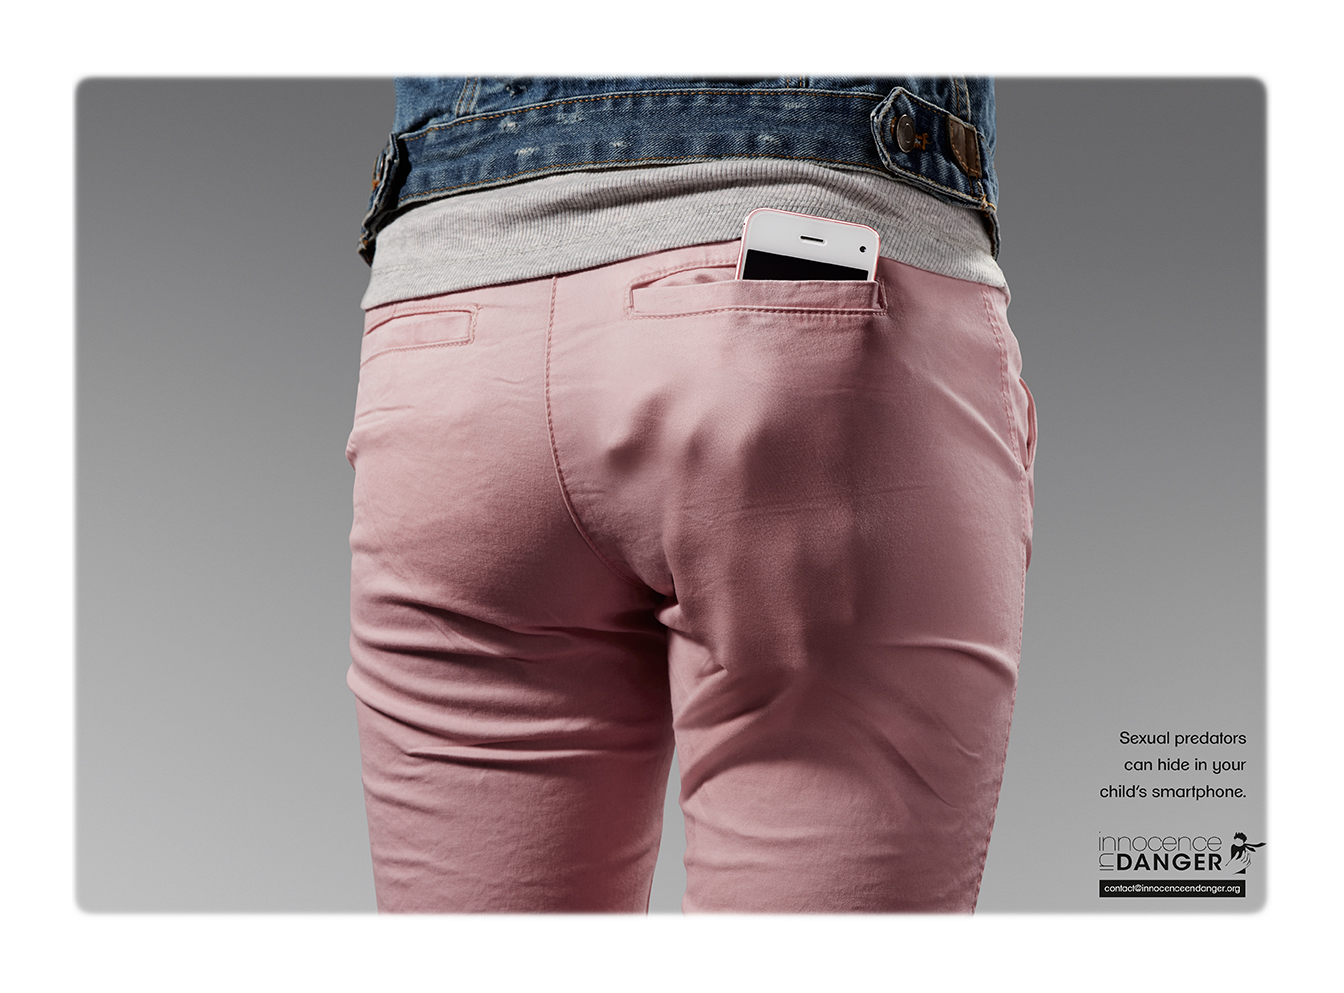 Sexual predators
can hide in your
child's smartphone.
innocence
in DANGER
contact@innocenceendanger.org